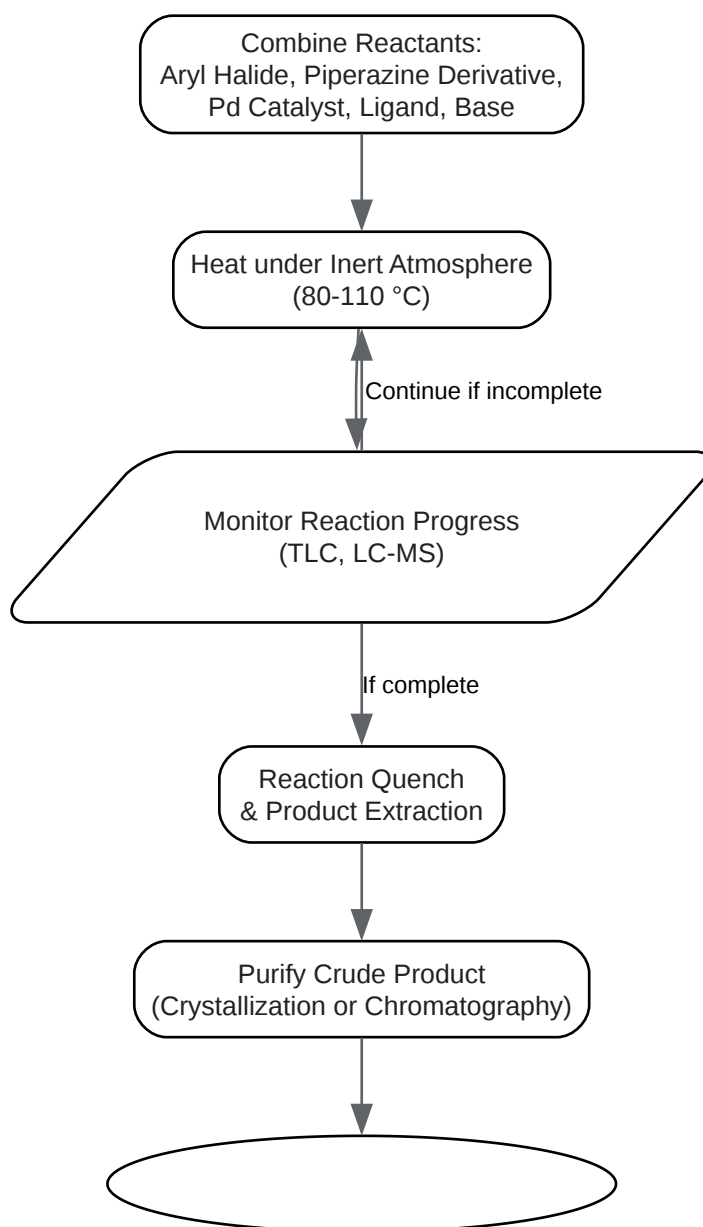 Combine Reactants:
Aryl Halide, Piperazine Derivative,
Pd Catalyst, Ligand, Base
Heat under Inert Atmosphere
(80-110 °C)
Continue if incomplete
Monitor Reaction Progress
(TLC, LC-MS)
If complete
Reaction Quench
& Product Extraction
Purify Crude Product
(Crystallization or Chromatography)